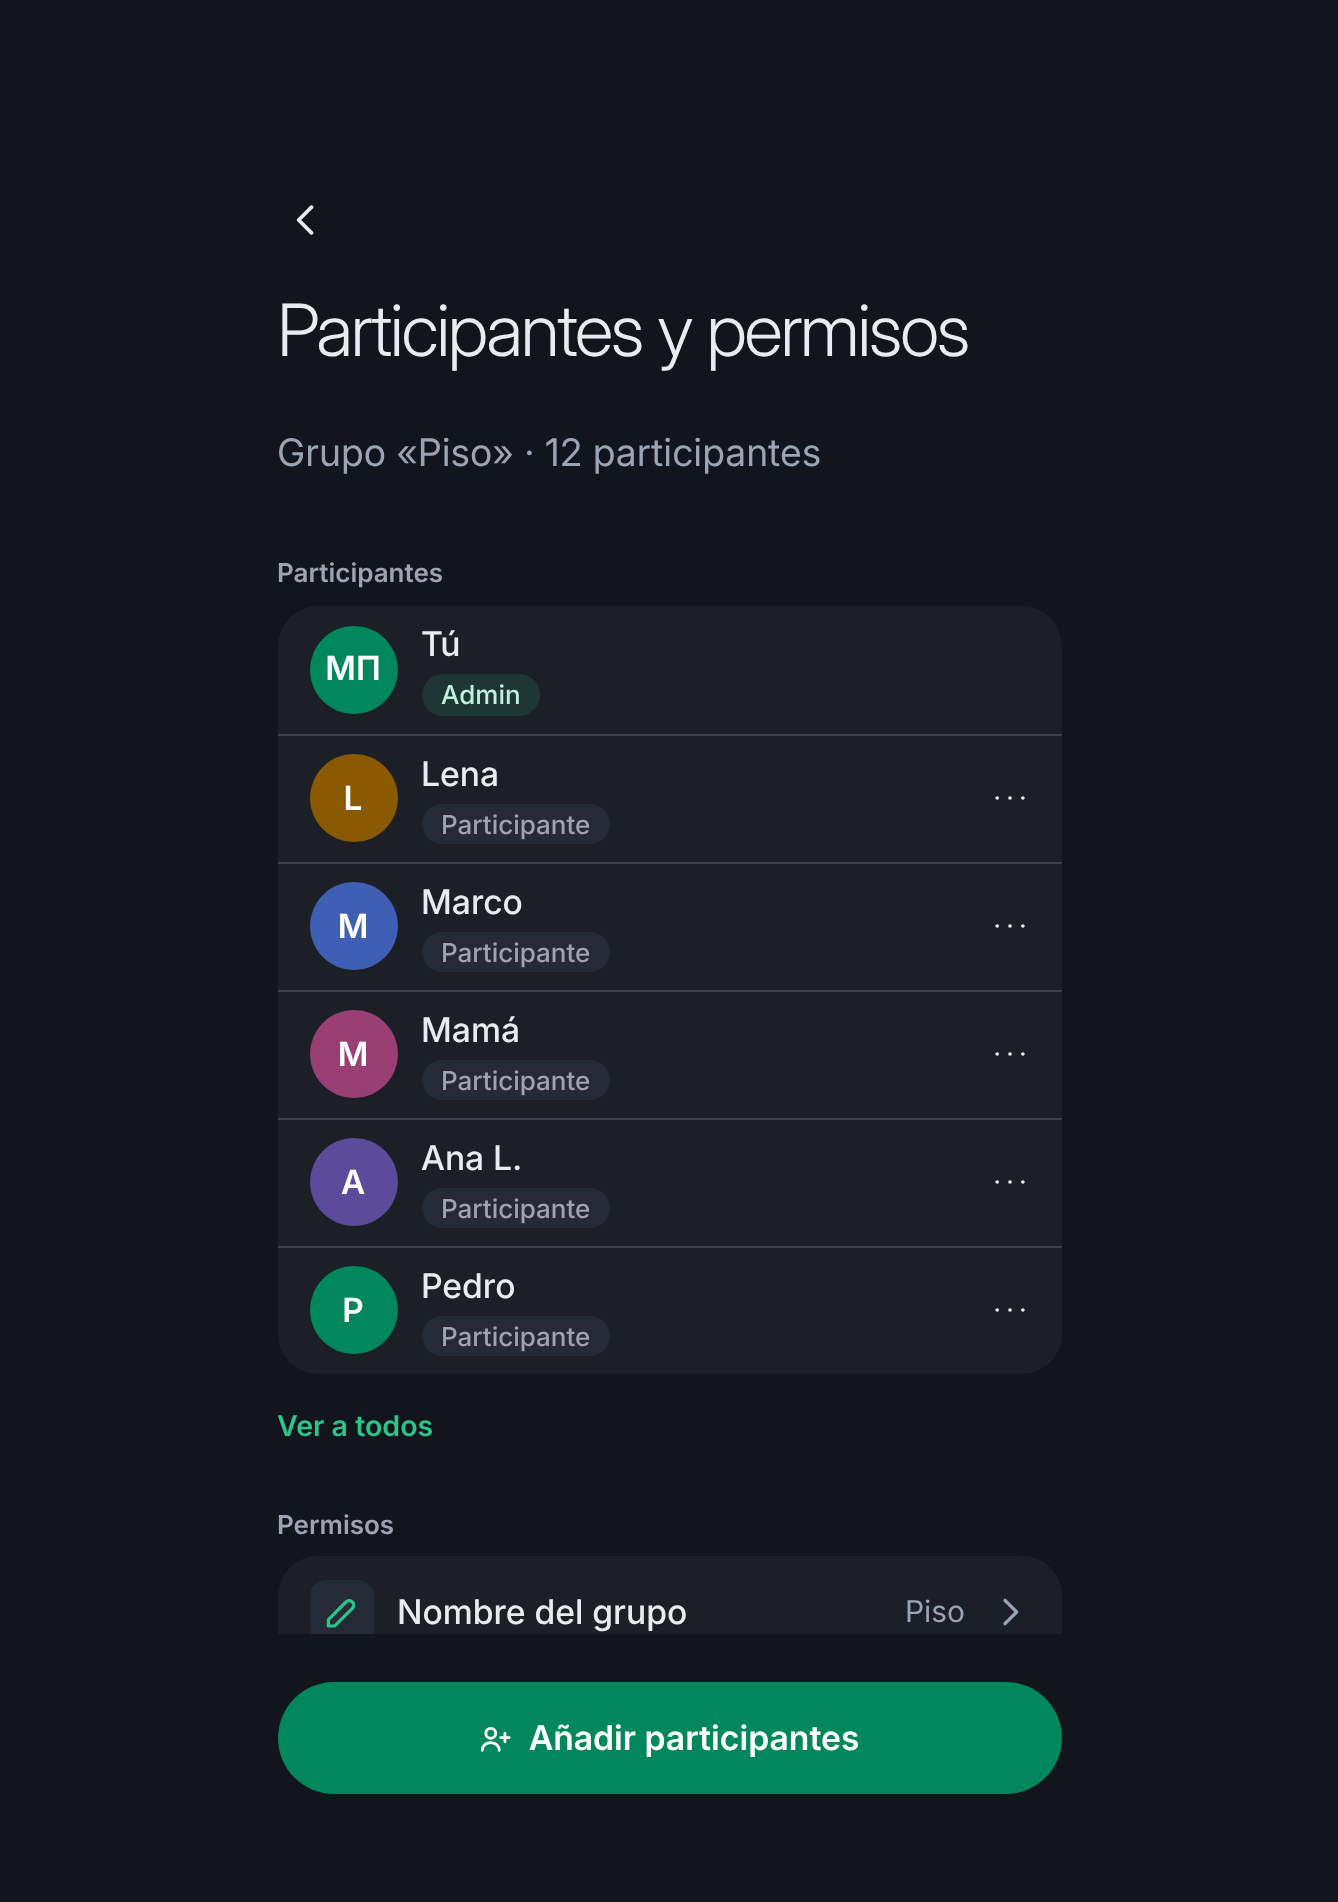 Participantes y permisos
Grupo «Piso» · 12 participantes
Participantes
МП
Tú
Admin
L
Lena
Participante
M
Marco
Participante
M
Mamá
Participante
A
Ana L.
Participante
P
Pedro
Participante
Ver a todos
Permisos
Nombre del grupo
Piso
Añadir participantes